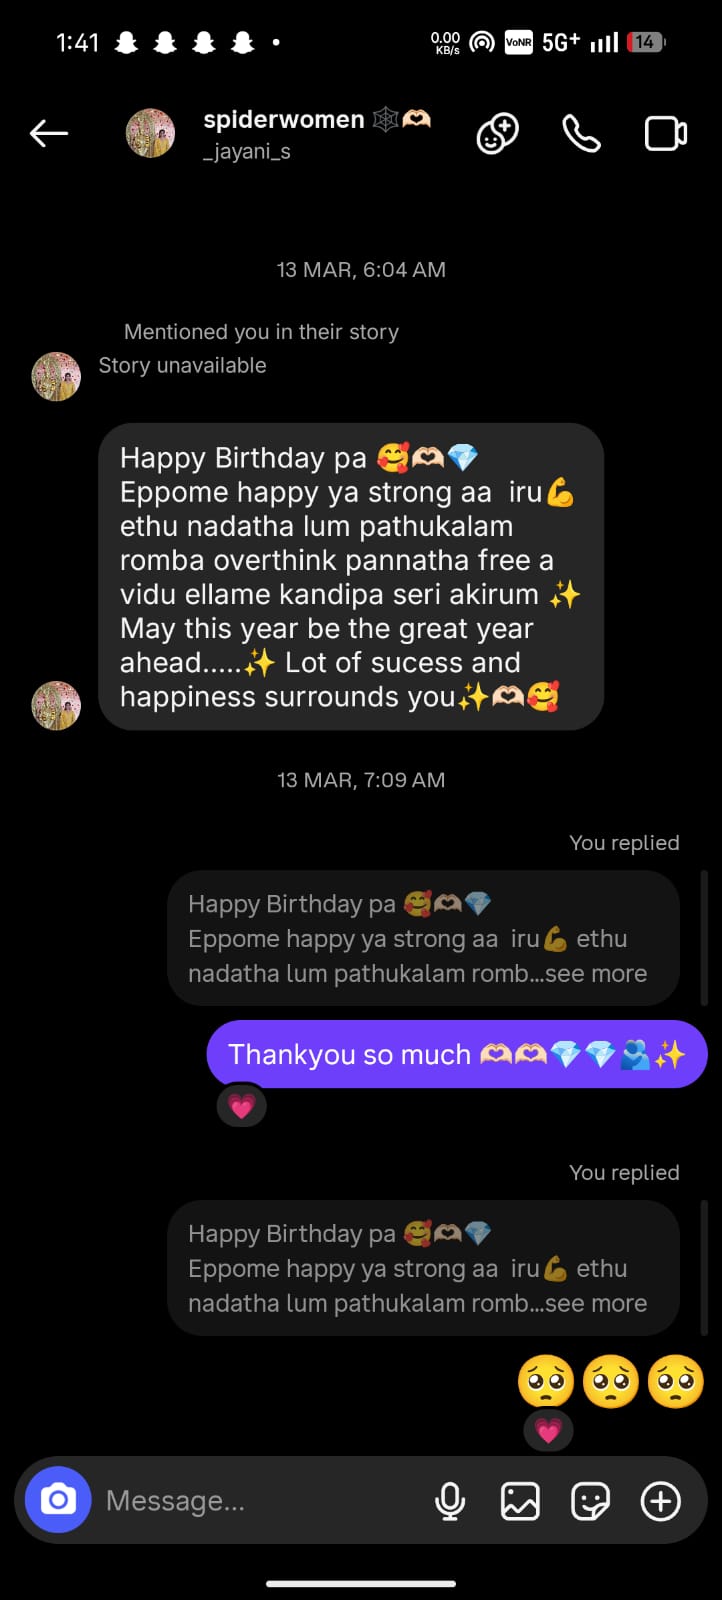 1:41
0.00 KB/s VoNR 5G+ 14
spiderwomen 🕸️🫶🏻
_jayani_s
13 MAR, 6:04 AM
Mentioned you in their story
Story unavailable
Happy Birthday pa 🥰🫶🏻💎
Eppome happy ya strong aa  iru💪
ethu nadatha lum pathukalam
romba overthink pannatha free a
vidu ellame kandipa seri akirum ✨
May this year be the great year
ahead.....✨ Lot of sucess and
happiness surrounds you✨🫶🏻🥰
13 MAR, 7:09 AM
You replied
Happy Birthday pa 🥰🫶🏻💎
Eppome happy ya strong aa  iru💪 ethu
nadatha lum pathukalam romb...see more
Thankyou so much 🫶🏻🫶🏻💎💎🫂✨
💗
You replied
Happy Birthday pa 🥰🫶🏻💎
Eppome happy ya strong aa  iru💪 ethu
nadatha lum pathukalam romb...see more
🥺🥺🥺
💗
Message...